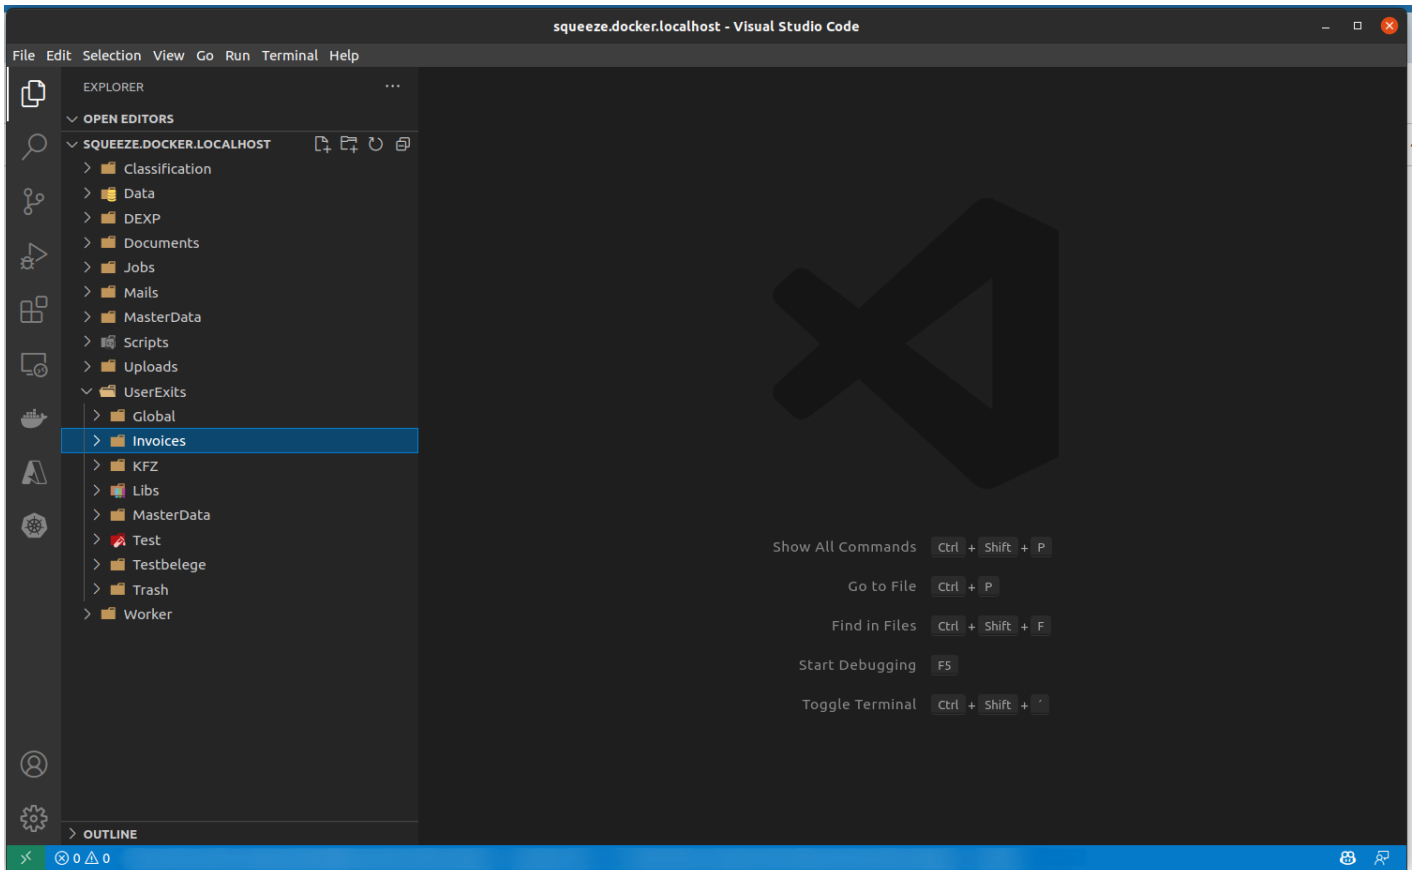 squeeze.docker.localhost - Visual Studio Code
File Edit Selection View Go Run Terminal Help
EXPLORER
OPEN EDITORS
SQUEEZE.DOCKER.LOCALHOST
Classification
Data
DEXP
Documents
Jobs
Mails
MasterData
Scripts
Uploads
UserExits
Global
Invoices
KFZ
Libs
MasterData
Test
Testbelege
Trash
Worker
Show All Commands Ctrl + Shift + P
Go to File Ctrl + P
Find in Files Ctrl + Shift + F
Start Debugging F5
Toggle Terminal Ctrl + Shift + ´
OUTLINE
0 0